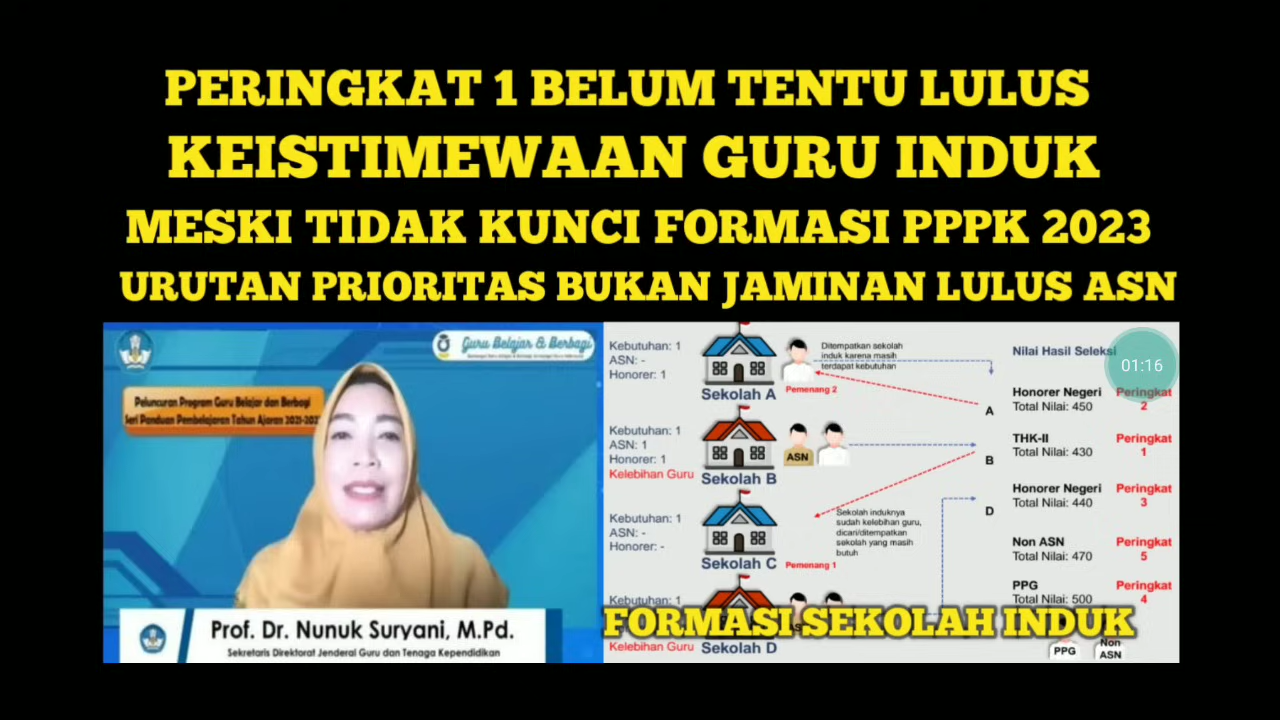 PERINGKAT 1 BELUM TENTU LULUS
KEISTIMEWAAN GURU INDUK
MESKI TIDAK KUNCI FORMASI PPPK 2023
URUTAN PRIORITAS BUKAN JAMINAN LULUS ASN
Guru Belajar & Berbagi
Peluncuran Program Guru Belajar dan Berbagi
Seri Panduan Pembelajaran Tahun Ajaran 2021-202
Prof. Dr. Nunuk Suryani, M.Pd.
Sekretaris Direktorat Jenderal Guru dan Tenaga Kependidikan
Kebutuhan: 1
ASN: -
Honorer: 1
Sekolah A
Ditempatkan sekolah
induk karena masih
terdapat kebutuhan
Pemenang 2
Kebutuhan: 1
ASN: 1
Honorer: 1
Kelebihan Guru
Sekolah B
ASN
Kebutuhan: 1
ASN: -
Honorer: -
Sekolah C
Sekolah induknya
sudah kelebihan guru,
dicari/ditempatkan
sekolah yang masih
butuh
Pemenang 1
Kebutuhan: 1
Kelebihan Guru
Sekolah D
Nilai Hasil Seleksi
01:16
A
Honorer Negeri
Total Nilai: 450
Peringkat
2
B
THK-II
Total Nilai: 430
Peringkat
1
D
Honorer Negeri
Total Nilai: 440
Peringkat
3
Non ASN
Total Nilai: 470
Peringkat
5
PPG
Total Nilai: 500
Peringkat
4
FORMASI SEKOLAH INDUK
PPG
Non
ASN